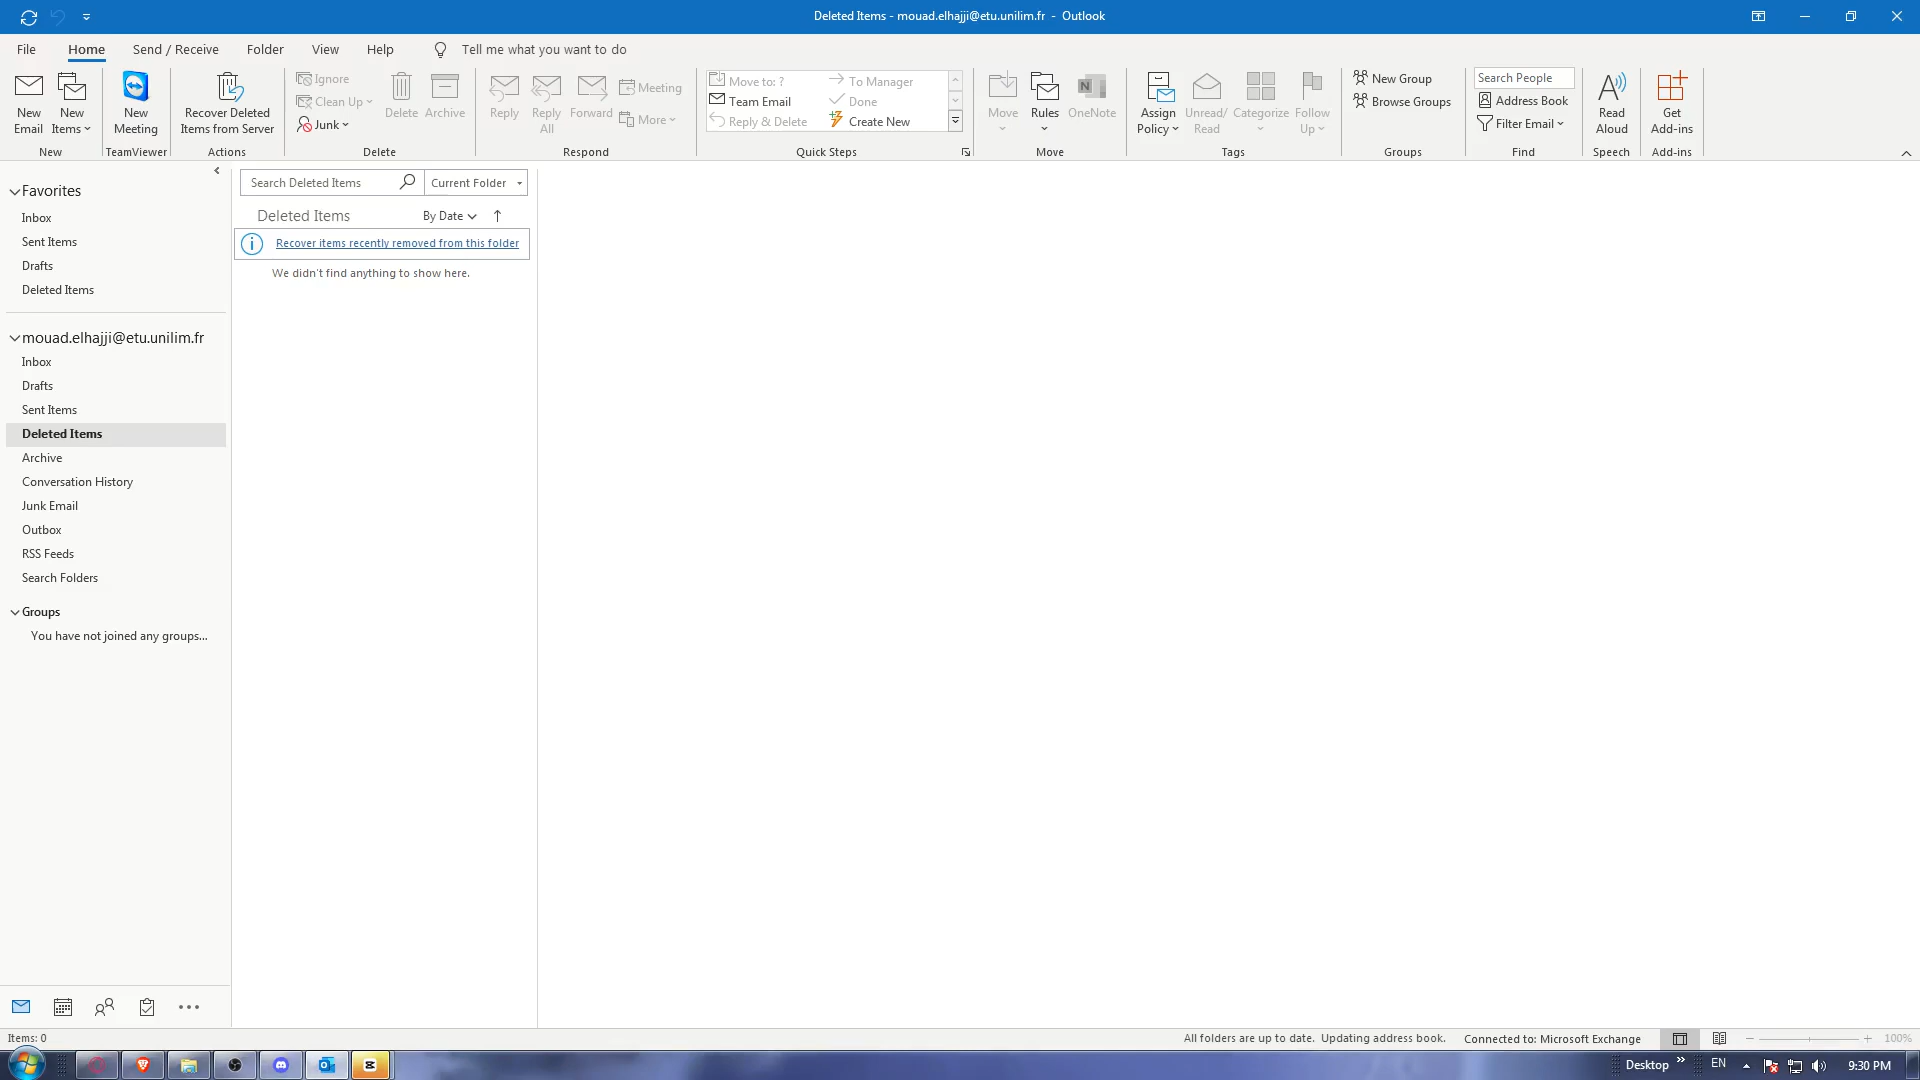 Deleted Items - mouad.elhajji@etu.unilim.fr - Outlook
File Home Send / Receive Folder View Help Tell me what you want to do
New Email
New Items
New
New Meeting
TeamViewer
Recover Deleted Items from Server
Actions
Ignore
Clean Up
Junk
Delete
Archive
Delete
Reply
Reply All
Forward
Meeting
More
Respond
Move to: ?
Team Email
Reply & Delete
To Manager
Done
Create New
Quick Steps
Move
Rules
OneNote
Move
Assign Policy
Unread/ Read
Categorize
Follow Up
Tags
New Group
Browse Groups
Groups
Search People
Address Book
Filter Email
Find
Read Aloud
Speech
Get Add-ins
Add-ins
Favorites
Inbox
Sent Items
Drafts
Deleted Items
mouad.elhajji@etu.unilim.fr
Inbox
Drafts
Sent Items
Deleted Items
Archive
Conversation History
Junk Email
Outbox
RSS Feeds
Search Folders
Groups
You have not joined any groups...
Search Deleted Items
Current Folder
Deleted Items
By Date
Recover items recently removed from this folder
We didn't find anything to show here.
Items: 0
All folders are up to date. Updating address book.
Connected to: Microsoft Exchange
100%
Desktop
EN
9:30 PM